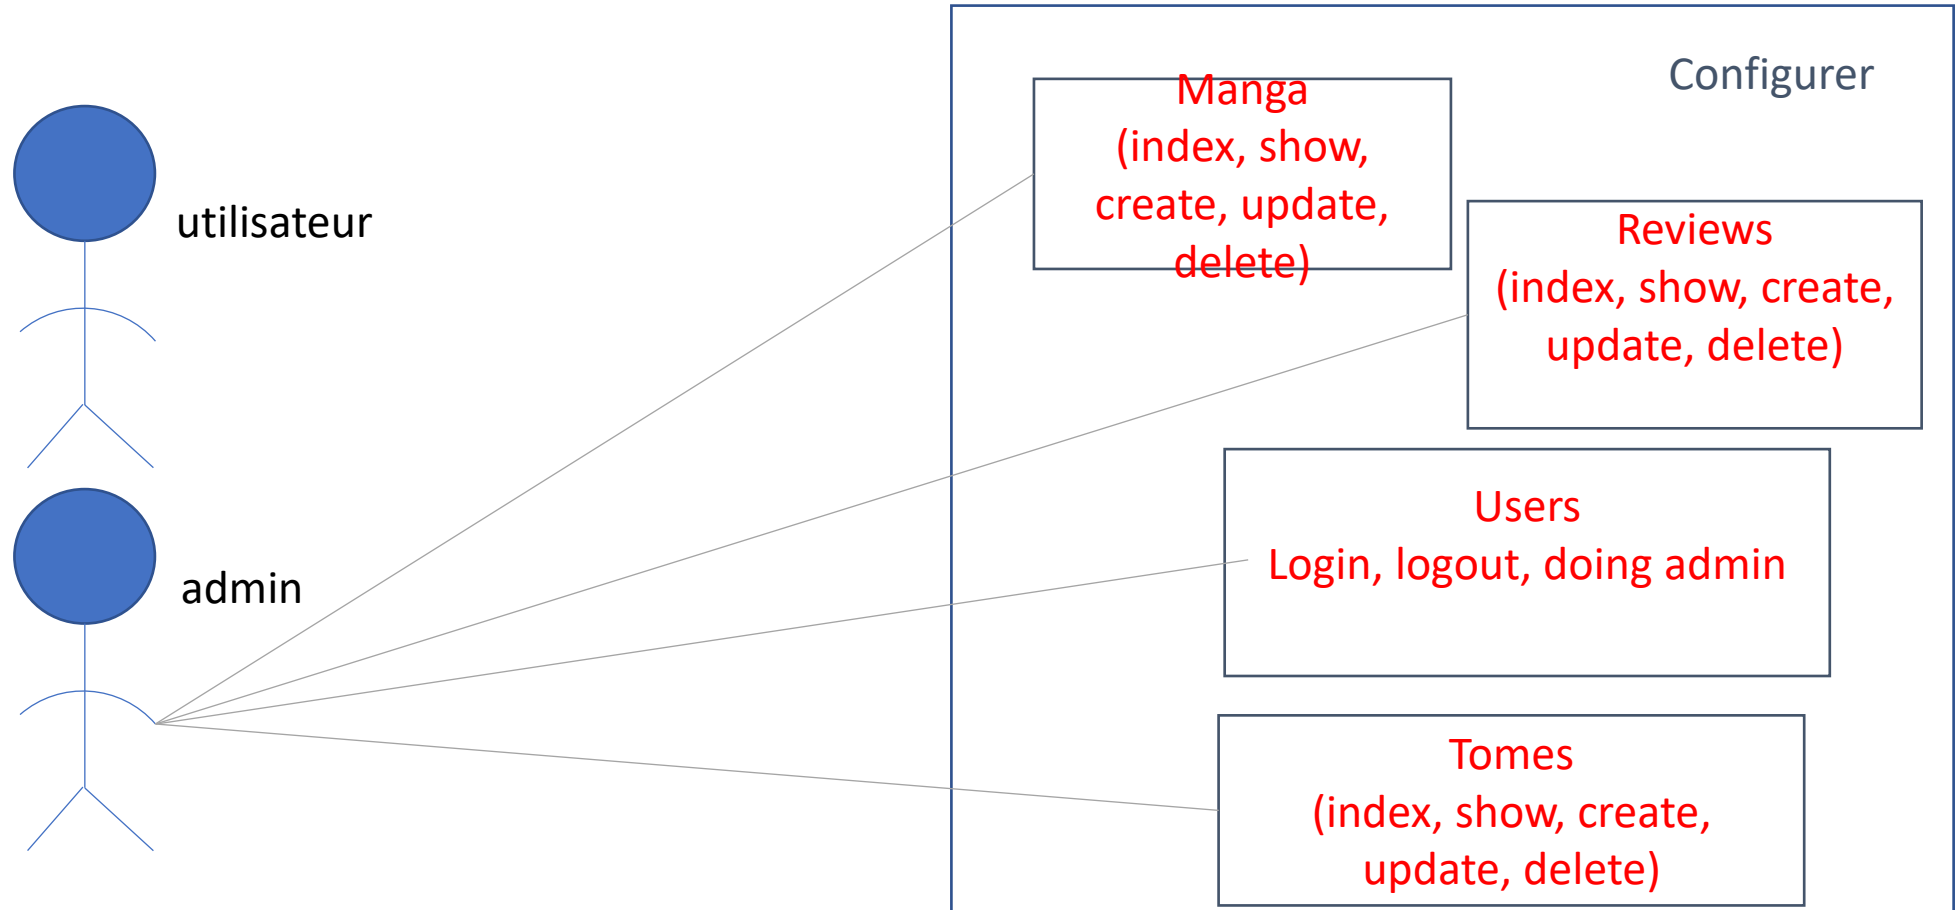 Configurer
Manga
(index, show,
create, update,
delete)
utilisateur
Reviews
(index, show, create,
update, delete)
Users
Login, logout, doing admin
admin
Tomes
(index, show, create,
update, delete)